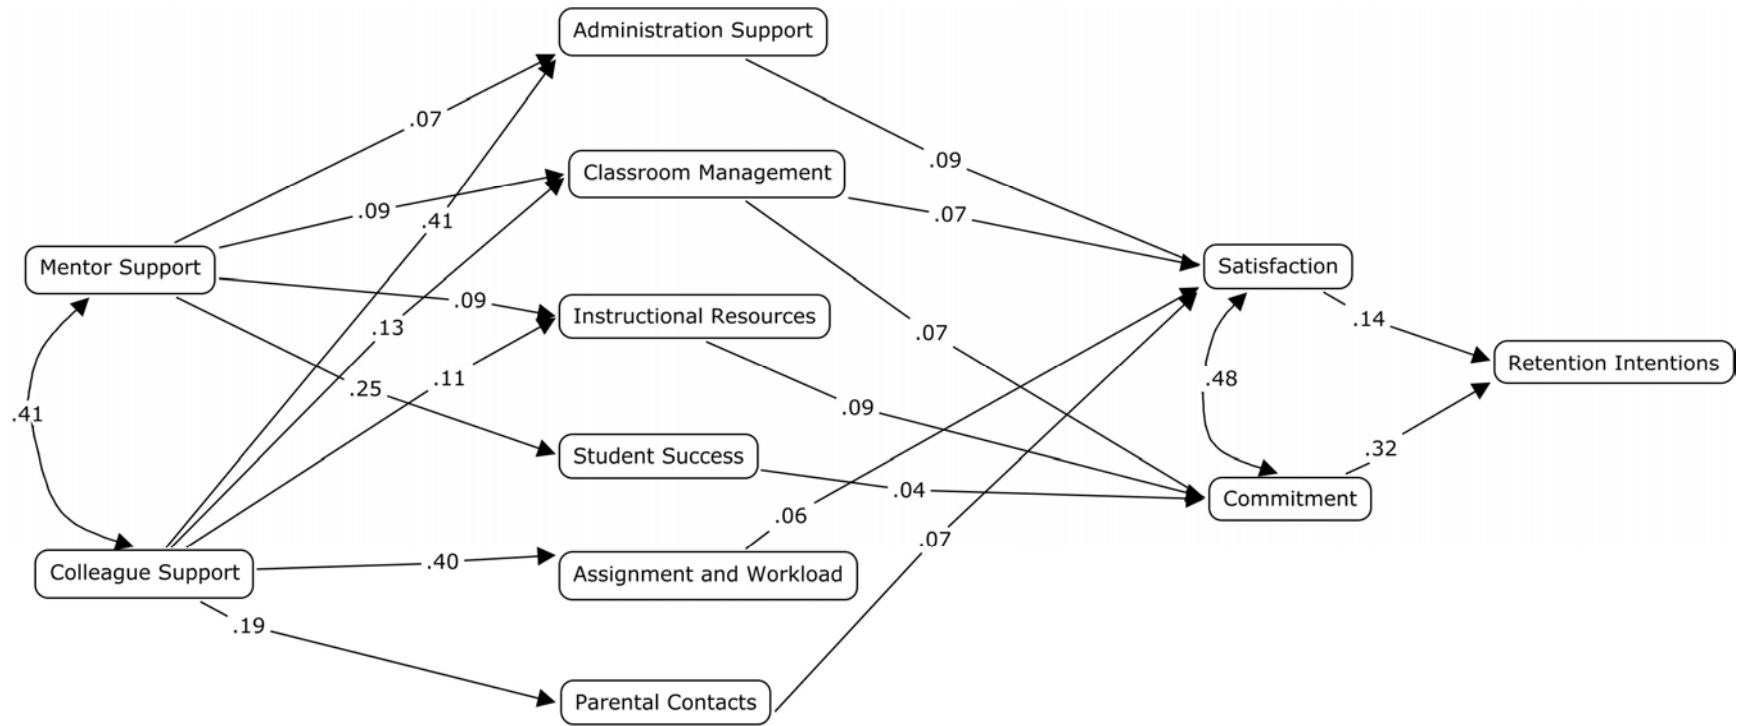 Administration Support
.07
.09
Classroom Management
.09
.41
.07
Mentor Support
Satisfaction
.09
Instructional Resources
.13
.07
.14
Retention Intentions
.25
.11
.48
.41
.09
Student Success
.32
.04
Commitment
.06
.07
.40
Colleague Support
Assignment and Workload
.19
Parental Contacts